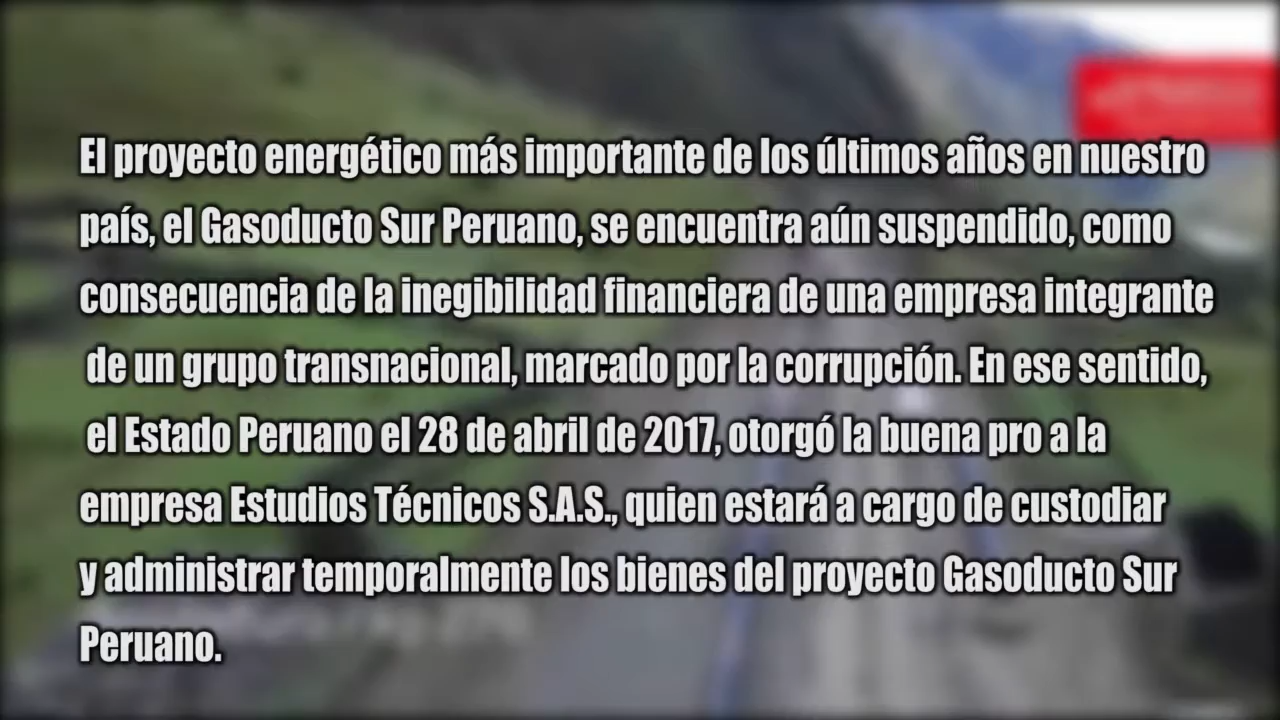 El proyecto energético más importante de los últimos años en nuestro
país, el Gasoducto Sur Peruano, se encuentra aún suspendido, como
consecuencia de la inegibilidad financiera de una empresa integrante
de un grupo transnacional, marcado por la corrupción. En ese sentido,
el Estado Peruano el 28 de abril de 2017, otorgó la buena pro a la
empresa Estudios Técnicos S.A.S., quien estará a cargo de custodiar
y administrar temporalmente los bienes del proyecto Gasoducto Sur
Peruano.